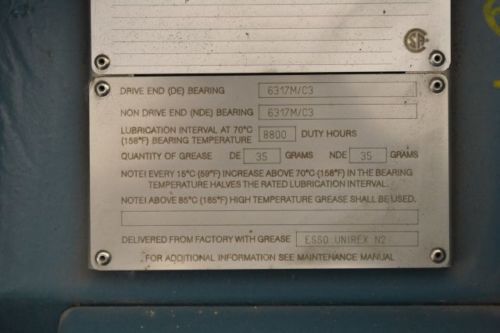 DRIVE END (DE) BEARING 6317M/C3
NON DRIVE END (NDE) BEARING 6317M/C3
LUBRICATION INTERVAL AT 70°C
(158°F) BEARING TEMPERATURE 8800 DUTY HOURS
QUANTITY OF GREASE DE 35 GRAMS NDE 35 GRAMS
NOTE! EVERY 15°C (59°F) INCREASE ABOVE 70°C (158°F) IN THE BEARING
TEMPERATURE HALVES THE RATED LUBRICATION INTERVAL.
NOTE! ABOVE 85°C (185°F) HIGH TEMPERATURE GREASE SHALL BE USED.
DELIVERED FROM FACTORY WITH GREASE ESSO UNIREX N2
FOR ADDITIONAL INFORMATION SEE MAINTENANCE MANUAL